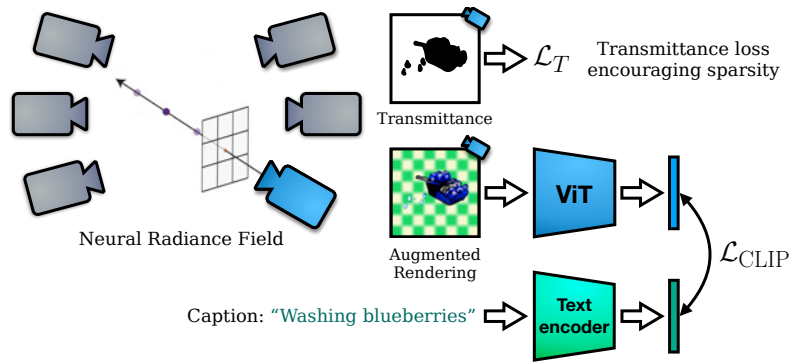 ℒ_T
Transmittance loss
encouraging sparsity
Transmittance
ViT
Neural Radiance Field
Augmented
Rendering
ℒ_CLIP
Caption: “Washing blueberries”
Text
encoder